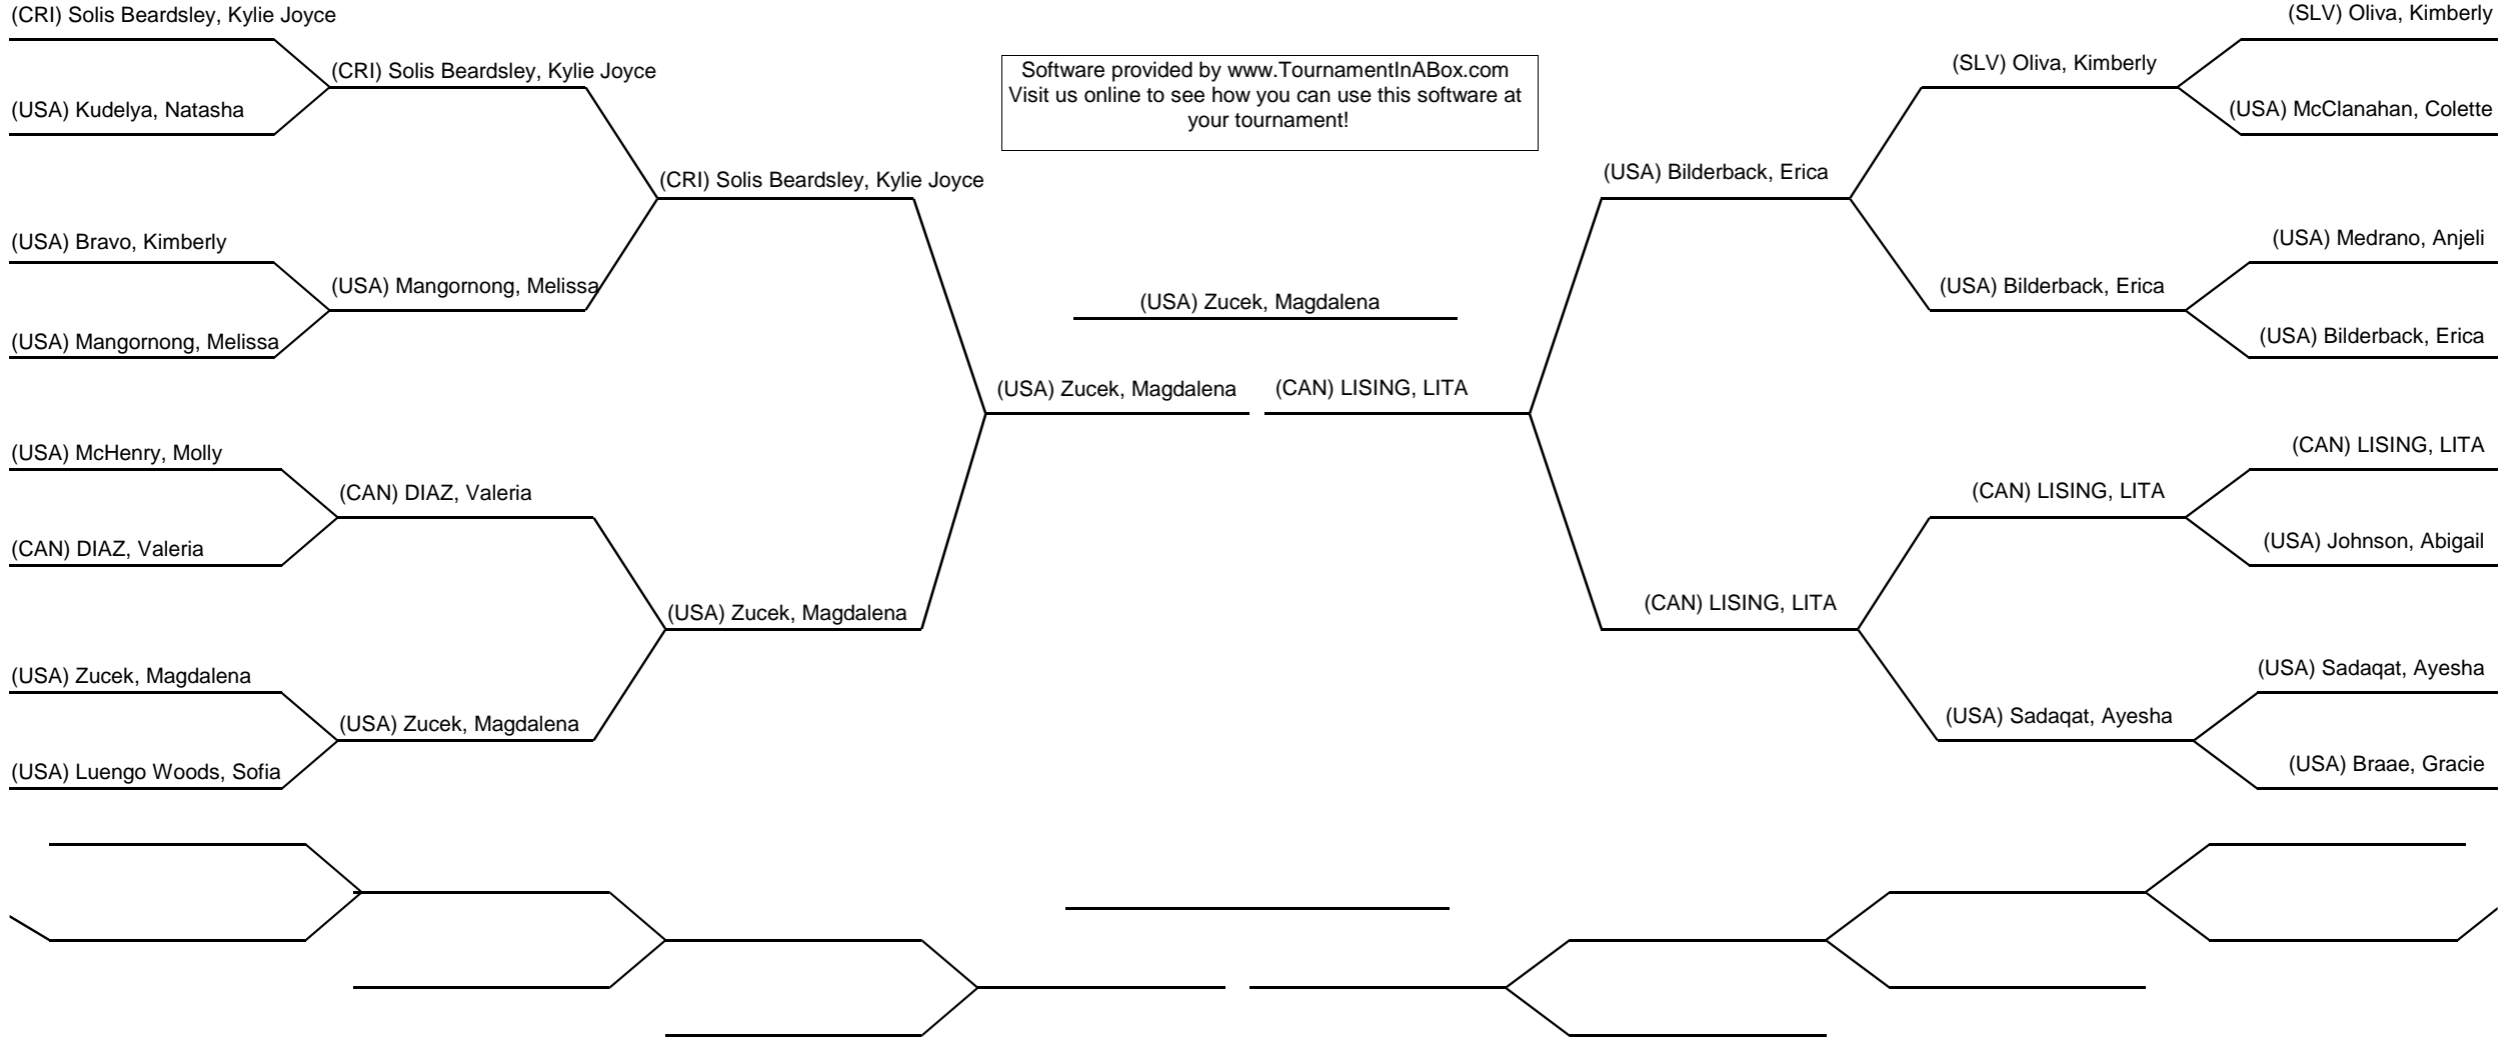 (CRI) Solis Beardsley, Kylie Joyce
(USA) Kudelya, Natasha
(USA) Bravo, Kimberly
(USA) Mangornong, Melissa
(USA) McHenry, Molly
(CAN) DIAZ, Valeria
(USA) Zucek, Magdalena
(USA) Luengo Woods, Sofia
(CRI) Solis Beardsley, Kylie Joyce
(USA) Mangornong, Melissa
(CAN) DIAZ, Valeria
(USA) Zucek, Magdalena
(CRI) Solis Beardsley, Kylie Joyce
(USA) Zucek, Magdalena
Software provided by www.TournamentInABox.com
Visit us online to see how you can use this software at
your tournament!
(USA) Zucek, Magdalena
(USA) Zucek, Magdalena
(CAN) LISING, LITA
(USA) Bilderback, Erica
(CAN) LISING, LITA
(SLV) Oliva, Kimberly
(USA) Bilderback, Erica
(CAN) LISING, LITA
(USA) Sadaqat, Ayesha
(SLV) Oliva, Kimberly
(USA) McClanahan, Colette
(USA) Medrano, Anjeli
(USA) Bilderback, Erica
(CAN) LISING, LITA
(USA) Johnson, Abigail
(USA) Sadaqat, Ayesha
(USA) Braae, Gracie